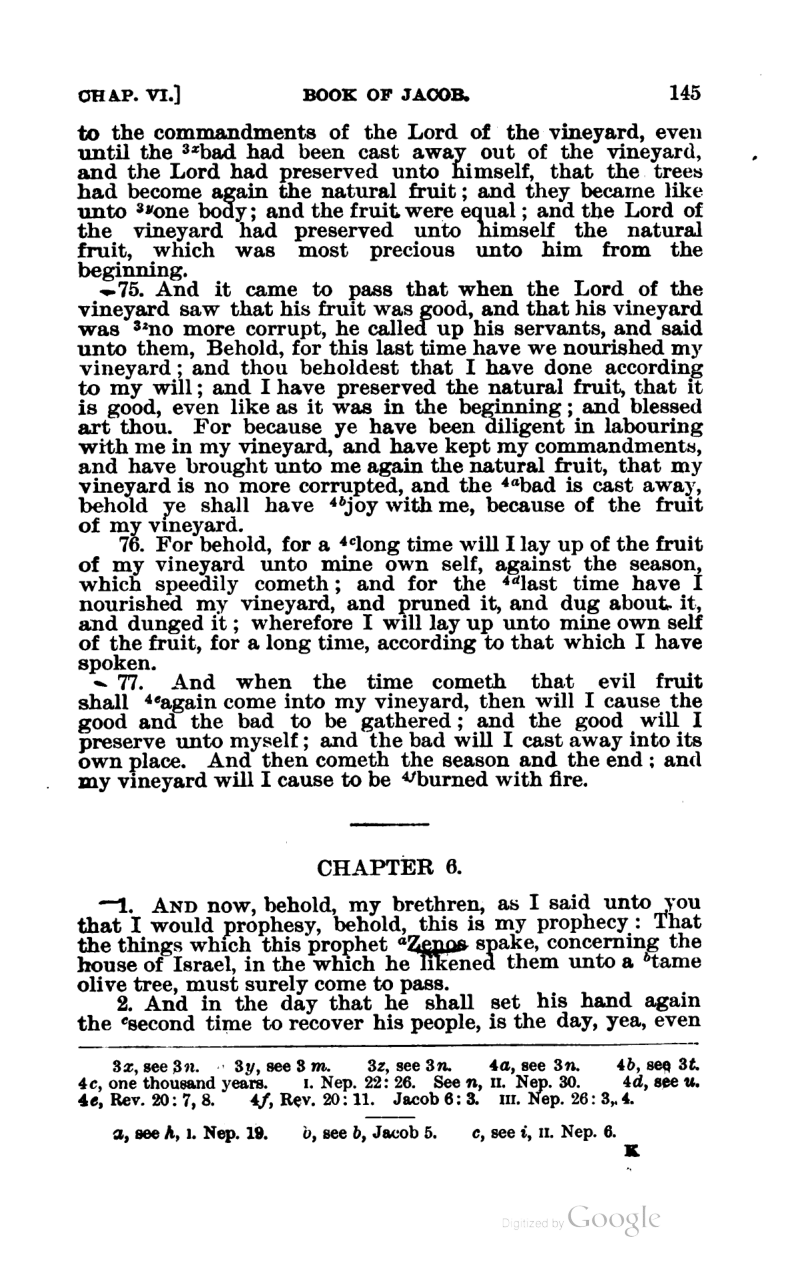 CHAP. VI.] BOOK OF JACOB. 145
to the commandments of the Lord of the vineyard, even
until the 3xbad had been cast away out of the vineyard,
and the Lord had preserved unto himself, that the trees
had become again the natural fruit; and they became like
unto 3yone body; and the fruit were equal; and the Lord of
the vineyard had preserved unto himself the natural
fruit, which was most precious unto him from the
beginning.
75. And it came to pass that when the Lord of the
vineyard saw that his fruit was good, and that his vineyard
was 3zno more corrupt, he called up his servants, and said
unto them, Behold, for this last time have we nourished my
vineyard; and thou beholdest that I have done according
to my will; and I have preserved the natural fruit, that it
is good, even like as it was in the beginning; and blessed
art thou. For because ye have been diligent in labouring
with me in my vineyard, and have kept my commandments,
and have brought unto me again the natural fruit, that my
vineyard is no more corrupted, and the 4abad is cast away,
behold ye shall have 4bjoy with me, because of the fruit
of my vineyard.
76. For behold, for a 4clong time will I lay up of the fruit
of my vineyard unto mine own self, against the season,
which speedily cometh; and for the 4dlast time have I
nourished my vineyard, and pruned it, and dug about it,
and dunged it; wherefore I will lay up unto mine own self
of the fruit, for a long time, according to that which I have
spoken.
77. And when the time cometh that evil fruit
shall 4eagain come into my vineyard, then will I cause the
good and the bad to be gathered; and the good will I
preserve unto myself; and the bad will I cast away into its
own place. And then cometh the season and the end; and
my vineyard will I cause to be 4fburned with fire.
CHAPTER 6.
1. AND now, behold, my brethren, as I said unto you
that I would prophesy, behold, this is my prophecy: That
the things which this prophet aZenos spake, concerning the
house of Israel, in the which he likened them unto a btame
olive tree, must surely come to pass.
2. And in the day that he shall set his hand again
the csecond time to recover his people, is the day, yea, even
3x, see 3n. 3y, see 3 m. 3z, see 3n. 4a, see 3n. 4b, see 3t.
4c, one thousand years. I. Nep. 22: 26. See n, II. Nep. 30. 4d, see u.
4e, Rev. 20: 7, 8. 4f, Rev. 20: 11. Jacob 6: 3. III. Nep. 26: 3, 4.
a, see h, I. Nep. 19. b, see b, Jacob 5. c, see i, II. Nep. 6.
K
Digitized by Google